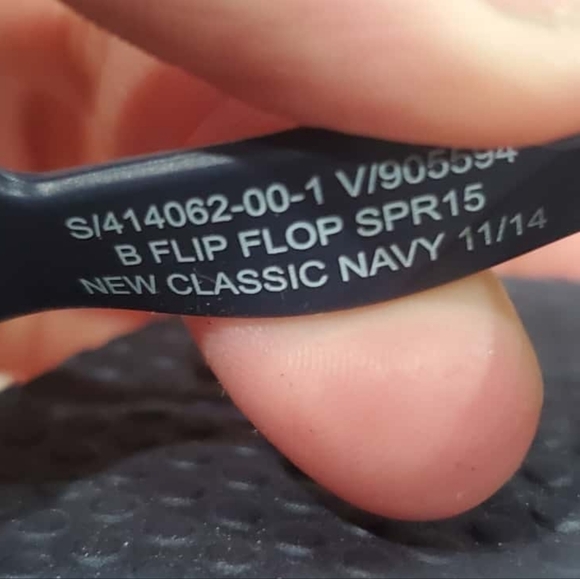 S/414062-00-1 V/905594
B FLIP FLOP SPR15
NEW CLASSIC NAVY 11/14